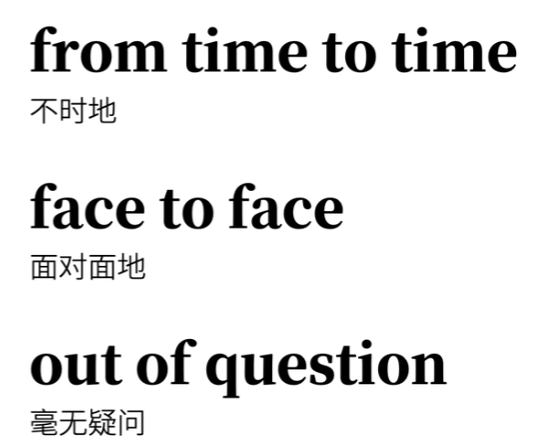 from time to time
不时地
face to face
面对面地
out of question
毫无疑问